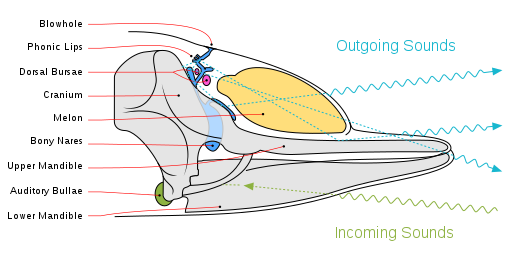 Blowhole
Phonic Lips
Dorsal Bursae
Cranium
Melon
Bony Nares
Upper Mandible
Auditory Bullae
Lower Mandible
Outgoing Sounds
Incoming Sounds